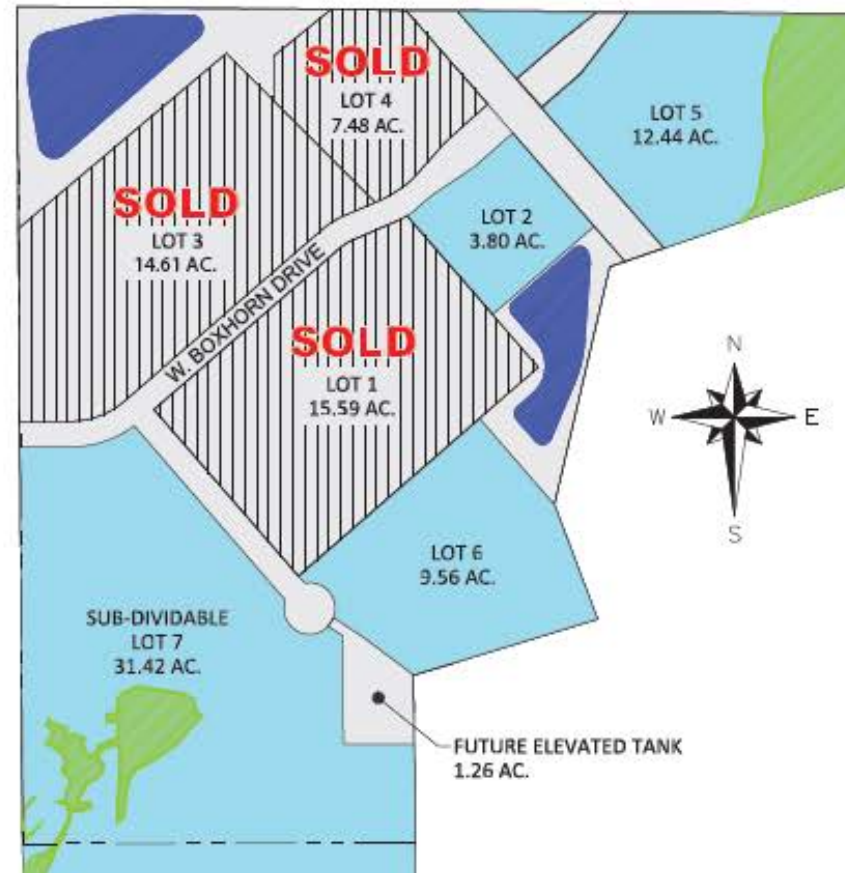 SOLD
LOT 4
7.48 AC.
LOT 5
12.44 AC.
SOLD
LOT 3
14.61 AC.
LOT 2
3.80 AC.
W. BOXHORN DRIVE
SOLD
LOT 1
15.59 AC.
N
W
E
S
LOT 6
9.56 AC.
SUB-DIVIDABLE
LOT 7
31.42 AC.
FUTURE ELEVATED TANK
1.26 AC.